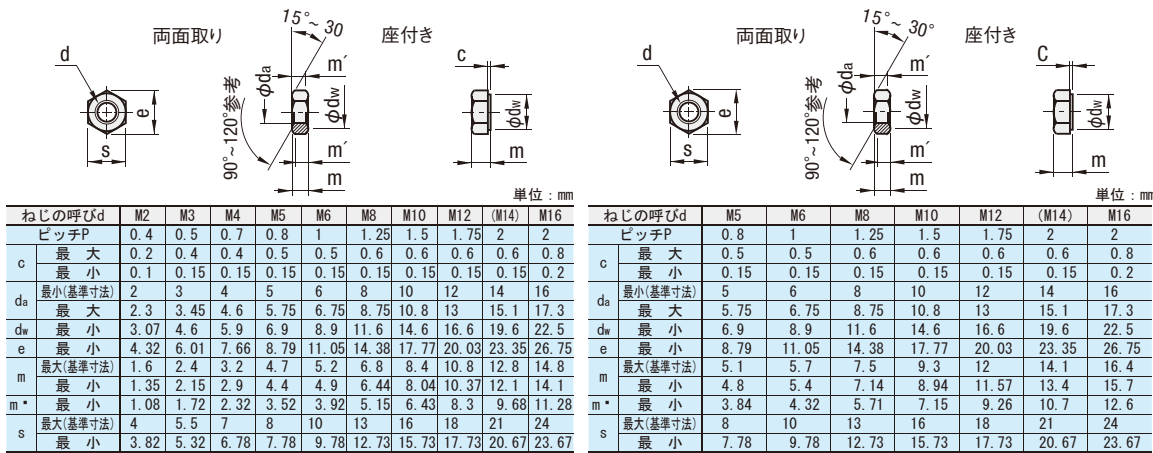 両面取り
15°~ 30
座付き
d
e
s
φda
m′
φdw
90°~120°参考
m′
m
c
φdw
m
単位：mm
ねじの呼びd M2 M3 M4 M5 M6 M8 M10 M12 (M14) M16
ピッチP 0.4 0.5 0.7 0.8 1 1.25 1.5 1.75 2 2
c 最 大 0.2 0.4 0.4 0.5 0.5 0.6 0.6 0.6 0.6 0.8
最 小 0.1 0.15 0.15 0.15 0.15 0.15 0.15 0.15 0.15 0.2
da 最小(基準寸法) 2 3 4 5 6 8 10 12 14 16
最 大 2.3 3.45 4.6 5.75 6.75 8.75 10.8 13 15.1 17.3
dw 最 小 3.07 4.6 5.9 6.9 8.9 11.6 14.6 16.6 19.6 22.5
e 最 小 4.32 6.01 7.66 8.79 11.05 14.38 17.77 20.03 23.35 26.75
m 最大(基準寸法) 1.6 2.4 3.2 4.7 5.2 6.8 8.4 10.8 12.8 14.8
最 小 1.35 2.15 2.9 4.4 4.9 6.44 8.04 10.37 12.1 14.1
m ▪ 最 小 1.08 1.72 2.32 3.52 3.92 5.15 6.43 8.3 9.68 11.28
s 最大(基準寸法) 4 5.5 7 8 10 13 16 18 21 24
最 小 3.82 5.32 6.78 7.78 9.78 12.73 15.73 17.73 20.67 23.67
両面取り
15°~ 30°
座付き
d
e
s
φda
m′
φdw
90°~120°参考
m′
m
C
φdw
m
単位：mm
ねじの呼びd M5 M6 M8 M10 M12 (M14) M16
ピッチP 0.8 1 1.25 1.5 1.75 2 2
c 最 大 0.5 0.5 0.6 0.6 0.6 0.6 0.8
最 小 0.15 0.15 0.15 0.15 0.15 0.15 0.2
da 最小(基準寸法) 5 6 8 10 12 14 16
最 大 5.75 6.75 8.75 10.8 13 15.1 17.3
dw 最 小 6.9 8.9 11.6 14.6 16.6 19.6 22.5
e 最 小 8.79 11.05 14.38 17.77 20.03 23.35 26.75
m 最大(基準寸法) 5.1 5.7 7.5 9.3 12 14.1 16.4
最 小 4.8 5.4 7.14 8.94 11.57 13.4 15.7
m ▪ 最 小 3.84 4.32 5.71 7.15 9.26 10.7 12.6
s 最大(基準寸法) 8 10 13 16 18 21 24
最 小 7.78 9.78 12.73 15.73 17.73 20.67 23.67